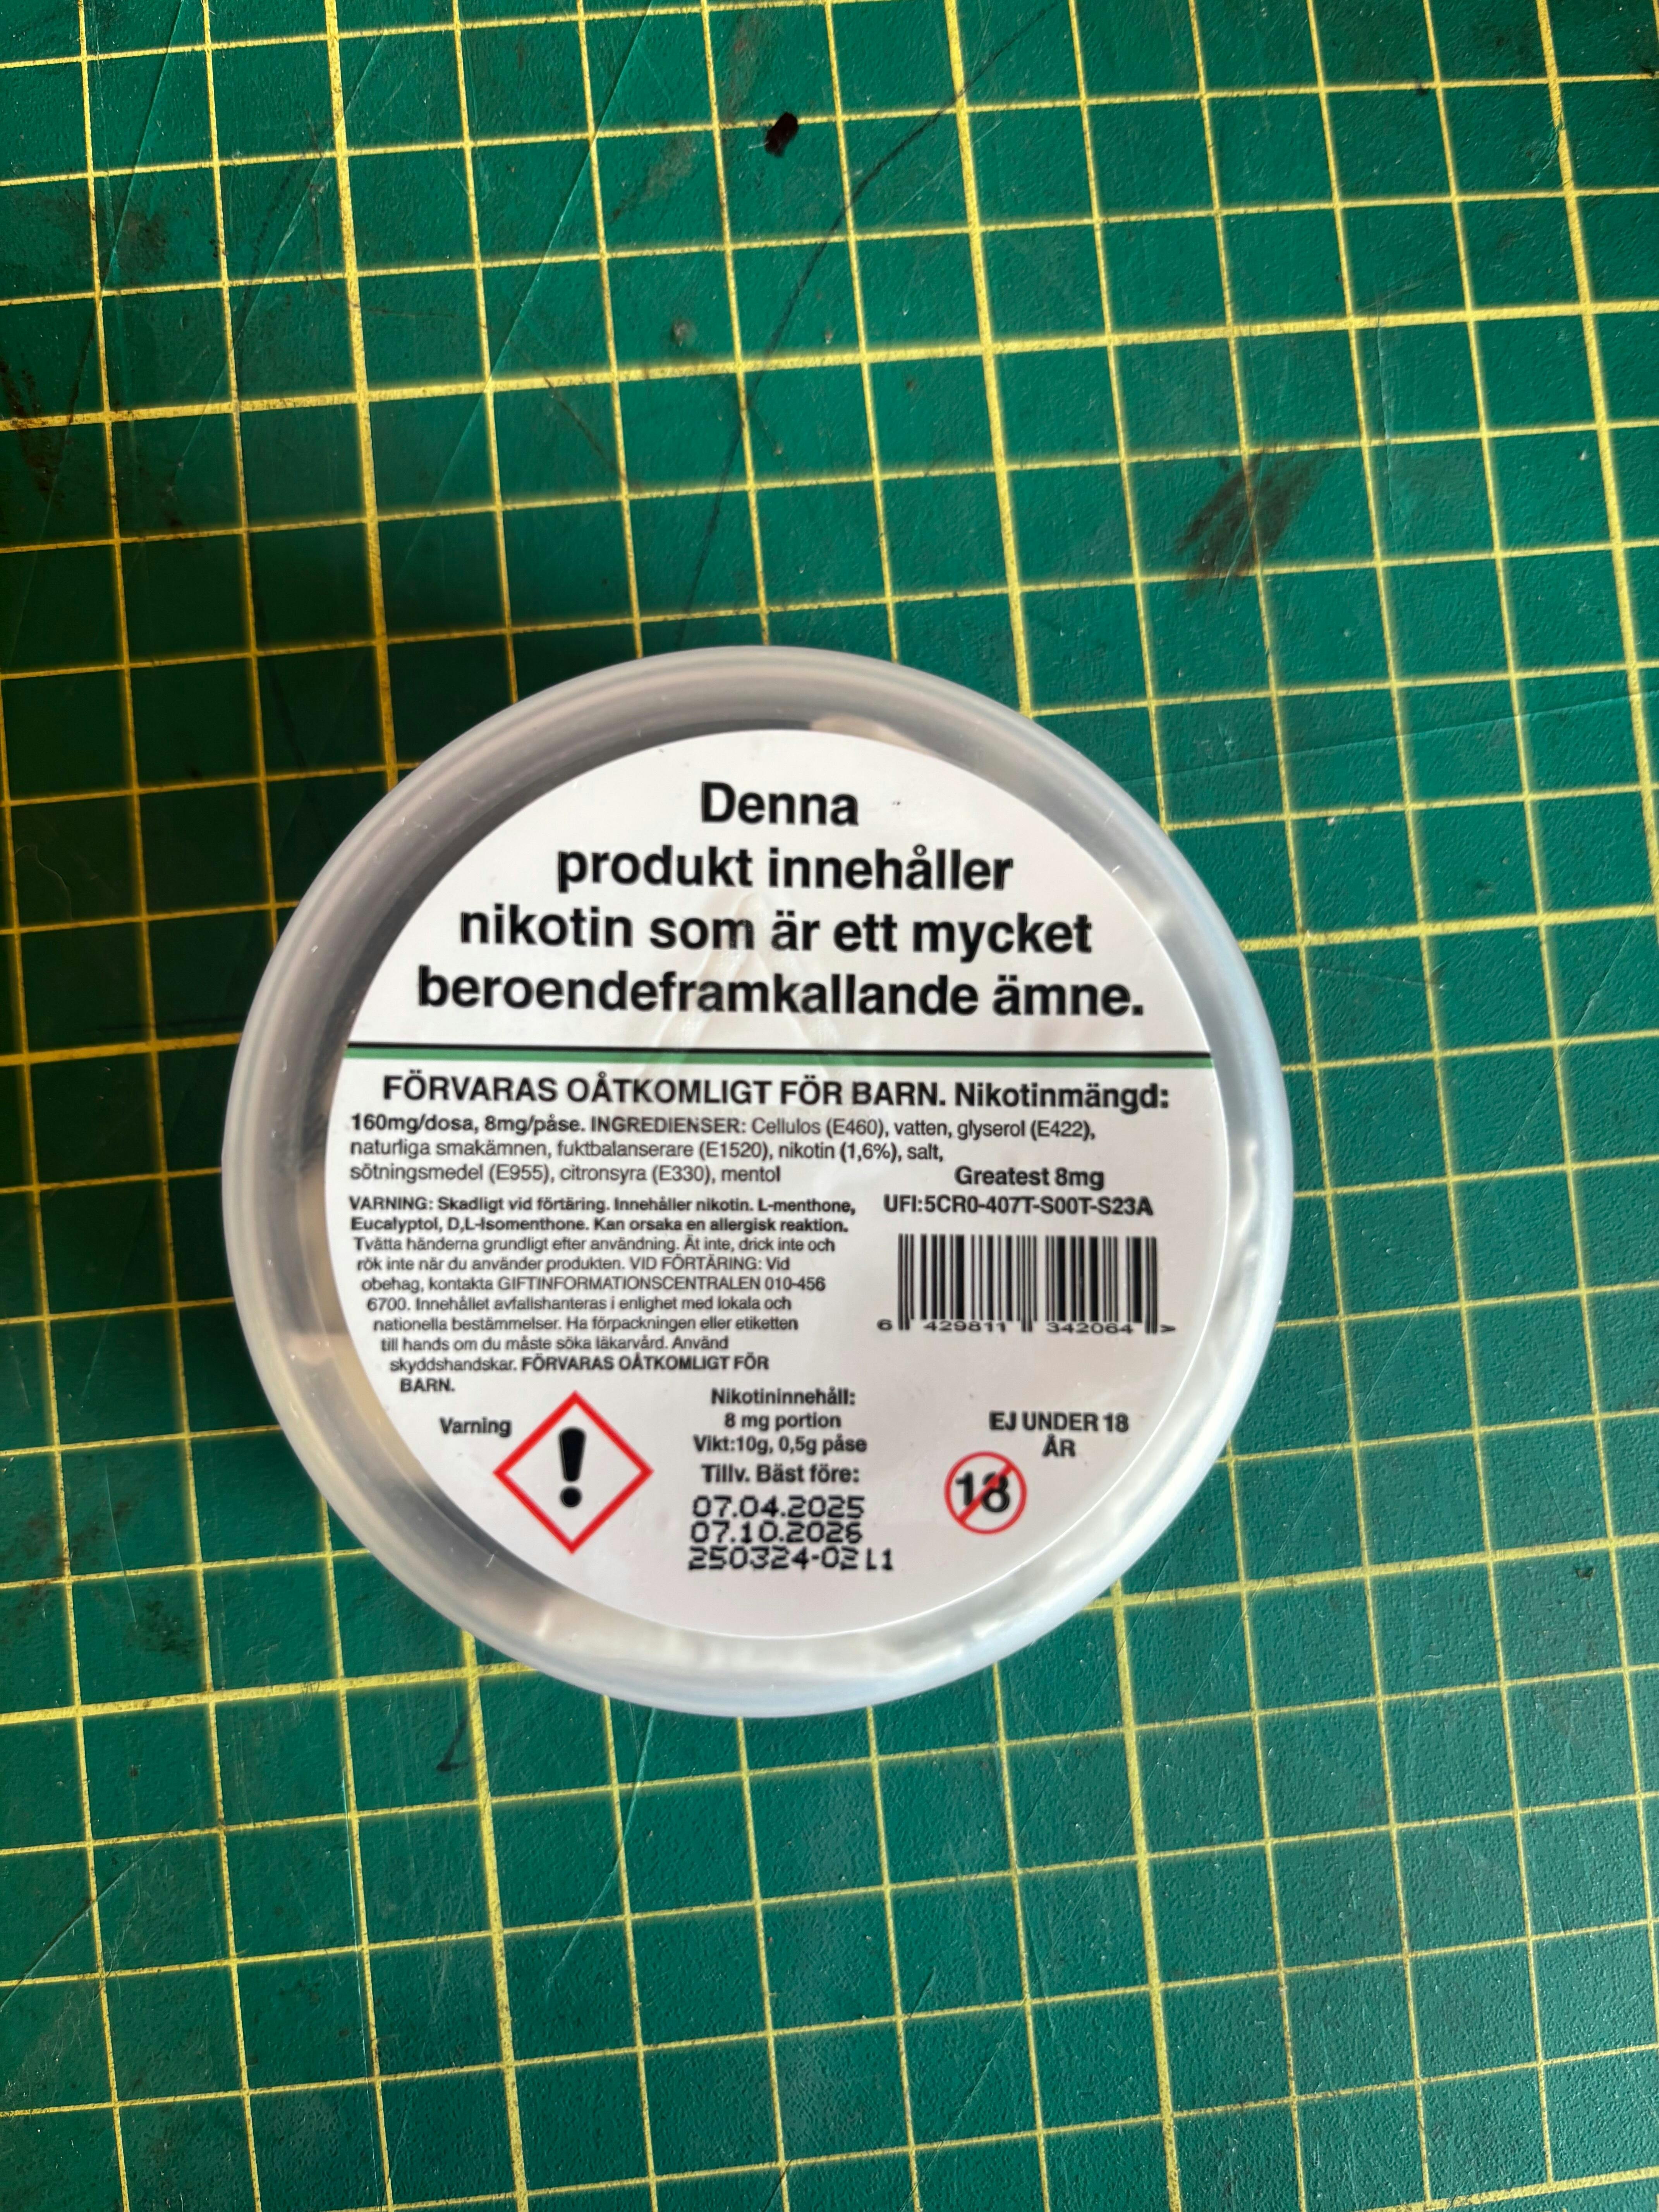 Denna
produkt innehåller
nikotin som är ett mycket
beroendeframkallande ämne.
FÖRVARAS OÅTKOMLIGT FÖR BARN. Nikotinmängd:
160mg/dosa, 8mg/påse. INGREDIENSER: Cellulos (E460), vatten, glyserol (E422),
naturliga smakämnen, fuktbalanserare (E1520), nikotin (1,6%), salt,
sötningsmedel (E955), citronsyra (E330), mentol
Greatest 8mg
UFI:5CR0-407T-S00T-S23A
6 429811 342064 >
VARNING: Skadligt vid förtäring. Innehåller nikotin. L-menthone,
Eucalyptol, D,L-Isomenthone. Kan orsaka en allergisk reaktion.
Tvätta händerna grundligt efter användning. Ät inte, drick inte och
rök inte när du använder produkten. VID FÖRTÄRING: Vid
obehag, kontakta GIFTINFORMATIONSCENTRALEN 010-456
6700. Innehållet avfallshanteras i enlighet med lokala och
nationella bestämmelser. Ha förpackningen eller etiketten
till hands om du måste söka läkarvård. Använd
skyddshandskar. FÖRVARAS OÅTKOMLIGT FÖR
BARN.
Varning
Nikotininnehåll:
8 mg portion
Vikt:10g, 0,5g påse
Tillv. Bäst före:
07.04.2025
07.10.2026
250324-02 L1
EJ UNDER 18
ÅR
18